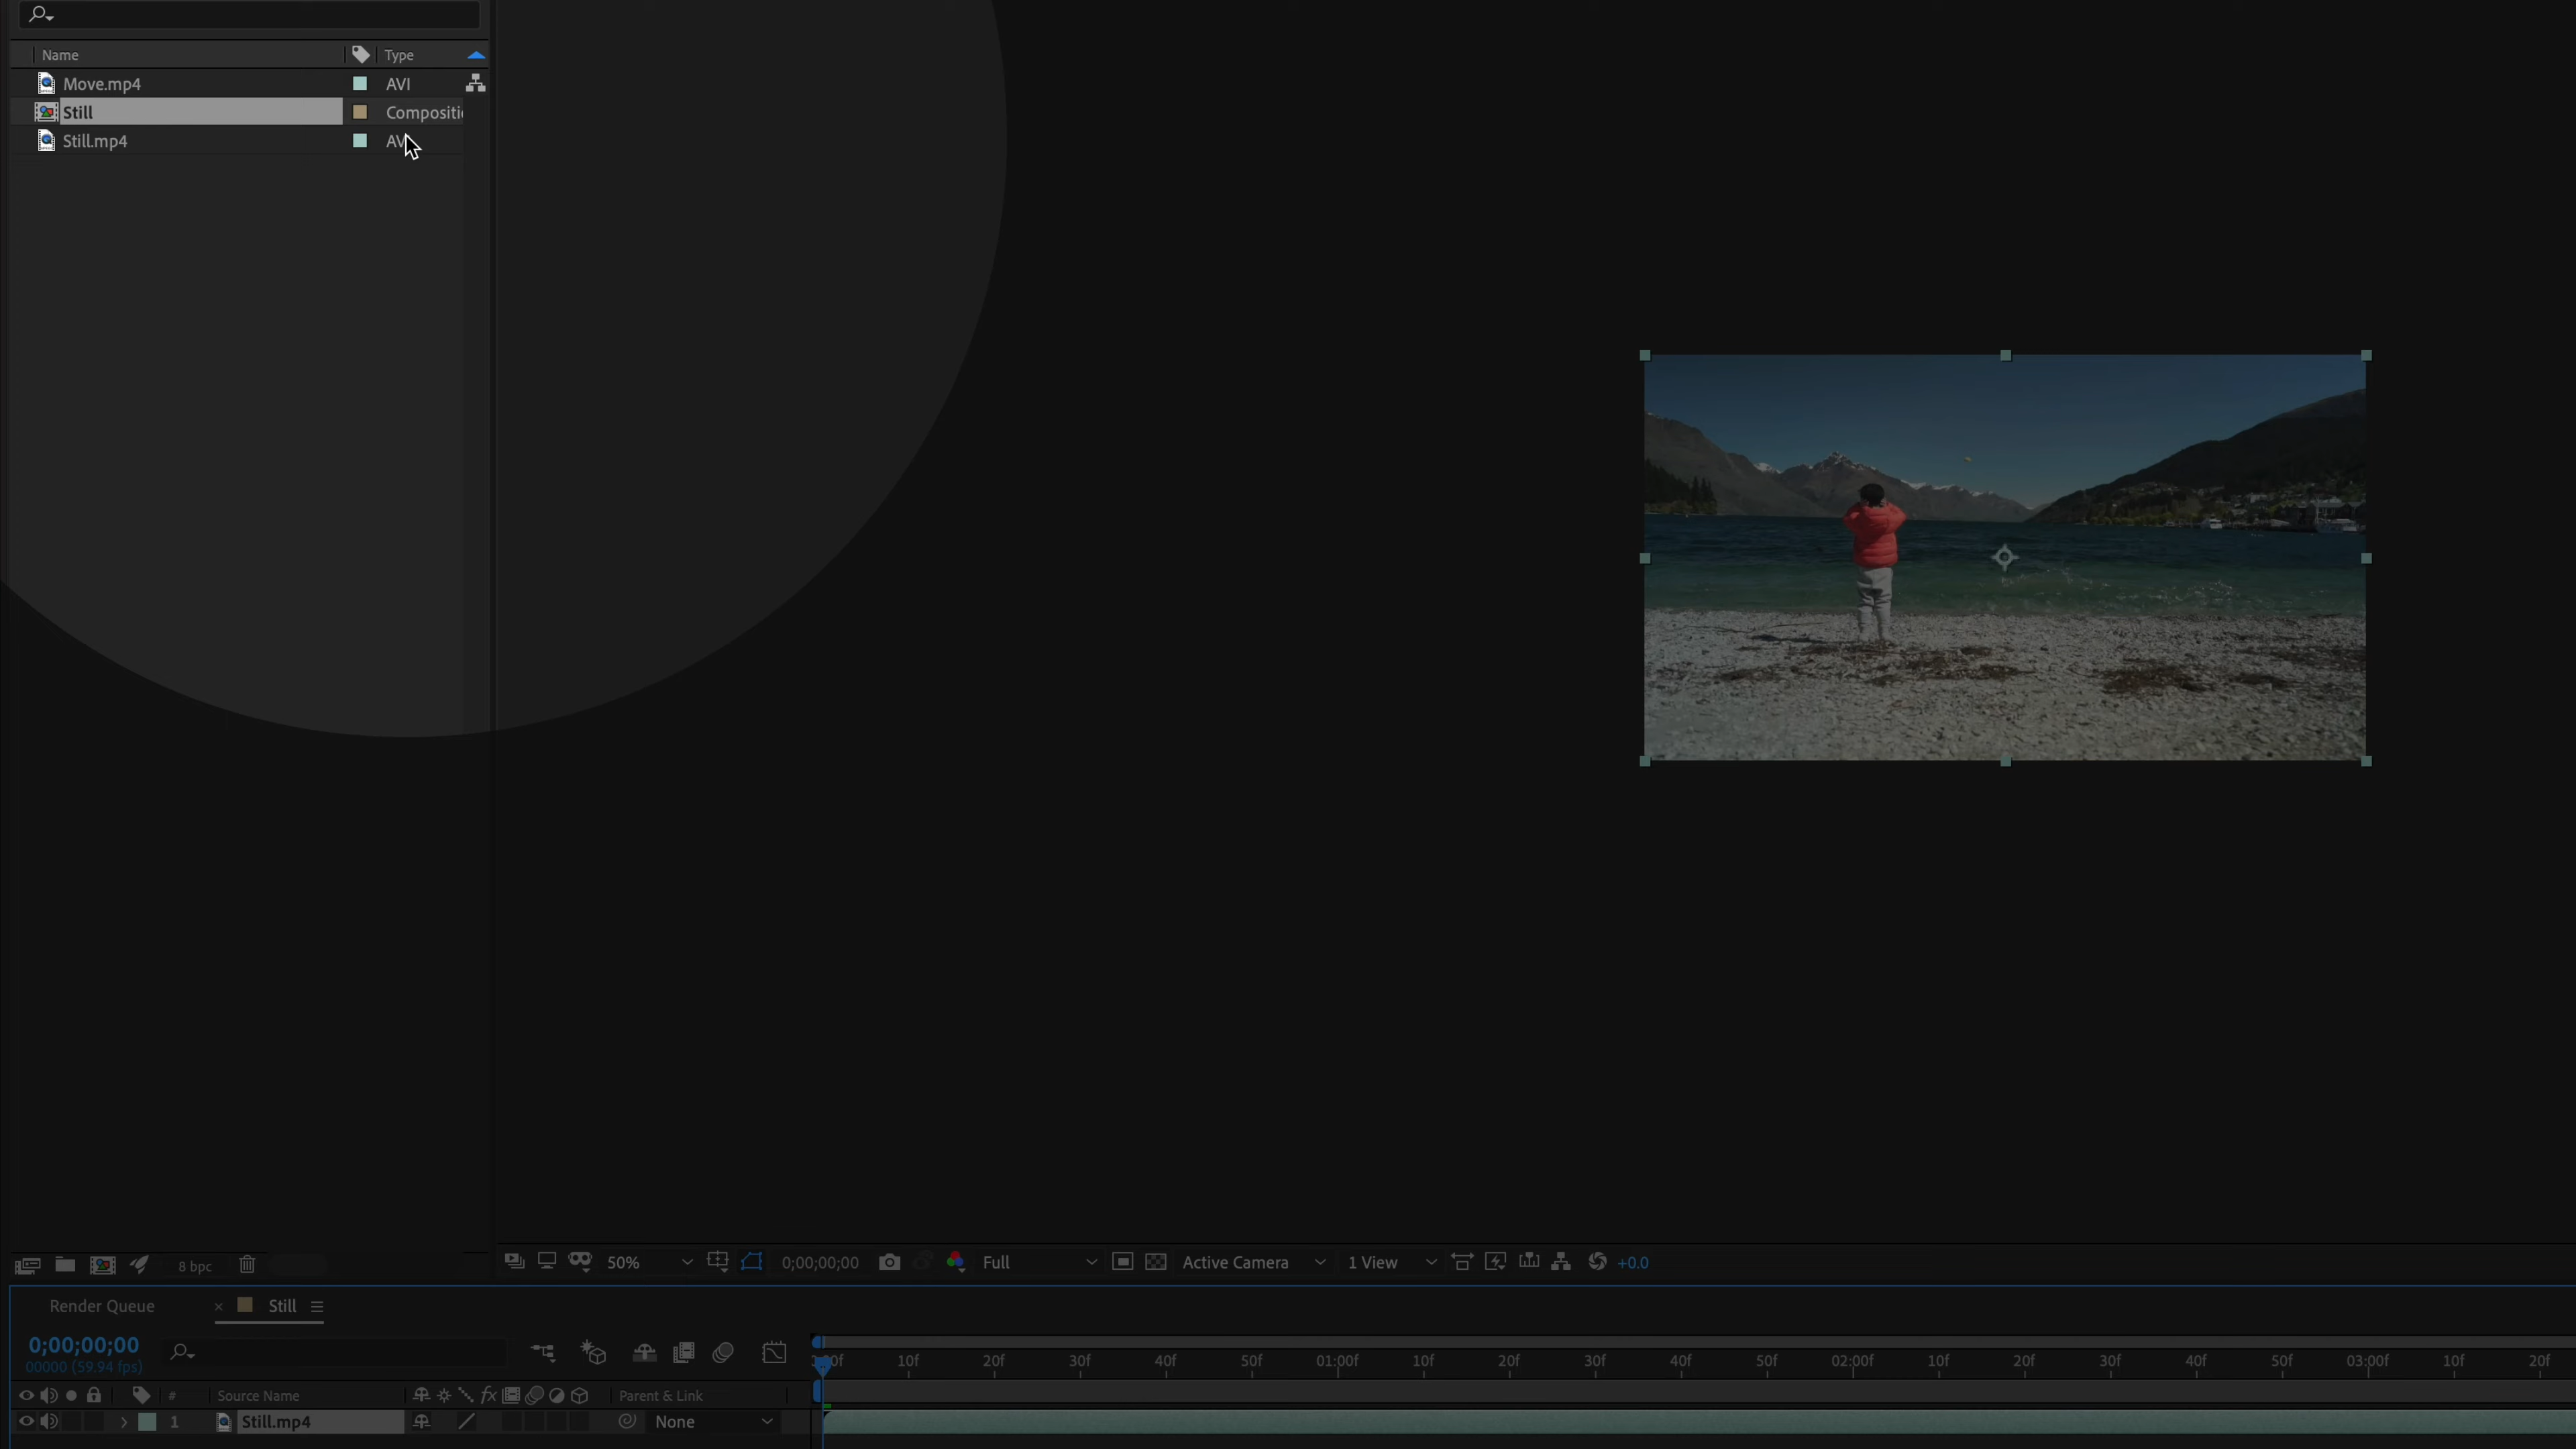 Name Type
Move.mp4 AVI
Still Compositi
Still.mp4 AV
50% 0;00;00;00 Full Active Camera 1 View +0.0
8 bpc
Render Queue × Still
0;00;00;00
00000 (59.94 fps)
0f 10f 20f 30f 40f 50f 01:00f 10f 20f 30f 40f 50f 02:00f 10f 20f 30f 40f 50f 03:00f 10f 20f
# Source Name fx Parent & Link
1 Still.mp4 None